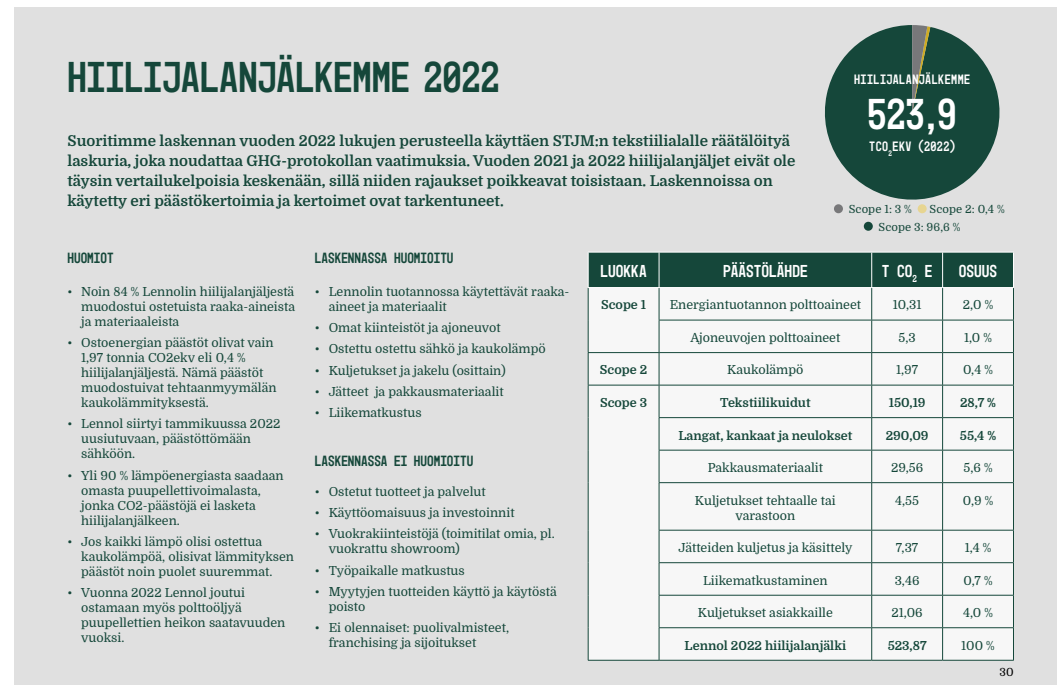 HIILIJALANJÄLKEMME 2022
Suoritimme laskennan vuoden 2022 lukujen perusteella käyttäen STJM:n tekstiilialalle räätälöityä
laskuria, joka noudattaa GHG-protokollan vaatimuksia. Vuoden 2021 ja 2022 hiilijalanjäljet eivät ole
täysin vertailukelpoisia keskenään, sillä niiden rajaukset poikkeavat toisistaan. Laskennoissa on
käytetty eri päästökertoimia ja kertoimet ovat tarkentuneet.
HIILIJALANJÄLKEMME
523,9
TCO2EKV (2022)
Scope 1: 3 % Scope 2: 0,4 %
Scope 3: 96,6 %
HUOMIOT
• Noin 84 % Lennolin hiilijalanjäljestä
muodostui ostetuista raaka-aineista
ja materiaaleista
• Ostoenergian päästöt olivat vain
1,97 tonnia CO2ekv eli 0,4 %
hiilijalanjäljestä. Nämä päästöt
muodostuivat tehtaanmyymälän
kaukolämmityksestä.
• Lennol siirtyi tammikuussa 2022
uusiutuvaan, päästöttömään
sähköön.
• Yli 90 % lämpöenergiasta saadaan
omasta puupellettivoimalasta,
jonka CO2-päästöjä ei lasketa
hiilijalanjälkeen.
• Jos kaikki lämpö olisi ostettua
kaukolämpöä, olisivat lämmityksen
päästöt noin puolet suuremmat.
• Vuonna 2022 Lennol joutui
ostamaan myös polttoöljyä
puupellettien heikon saatavuuden
vuoksi.
LASKENNASSA HUOMIOITU
• Lennolin tuotannossa käytettävät raaka-
aineet ja materiaalit
• Omat kiinteistöt ja ajoneuvot
• Ostettu ostettu sähkö ja kaukolämpö
• Kuljetukset ja jakelu (osittain)
• Jätteet ja pakkausmateriaalit
• Liikematkustus
LASKENNASSA EI HUOMIOITU
• Ostetut tuotteet ja palvelut
• Käyttöomaisuus ja investoinnit
• Vuokrakiinteistöjä (toimitilat omia, pl.
vuokrattu showroom)
• Työpaikalle matkustus
• Myytyjen tuotteiden käyttö ja käytöstä
poisto
• Ei olennaiset: puolivalmisteet,
franchising ja sijoitukset
LUOKKA PÄÄSTÖLÄHDE T CO2 E OSUUS
Scope 1 Energiantuotannon polttoaineet 10,31 2,0 %
Ajoneuvojen polttoaineet 5,3 1,0 %
Scope 2 Kaukolämpö 1,97 0,4 %
Scope 3 Tekstiilikuidut 150,19 28,7 %
Langat, kankaat ja neulokset 290,09 55,4 %
Pakkausmateriaalit 29,56 5,6 %
Kuljetukset tehtaalle tai 4,55 0,9 %
varastoon
Jätteiden kuljetus ja käsittely 7,37 1,4 %
Liikematkustaminen 3,46 0,7 %
Kuljetukset asiakkaille 21,06 4,0 %
Lennol 2022 hiilijalanjälki 523,87 100 %
30